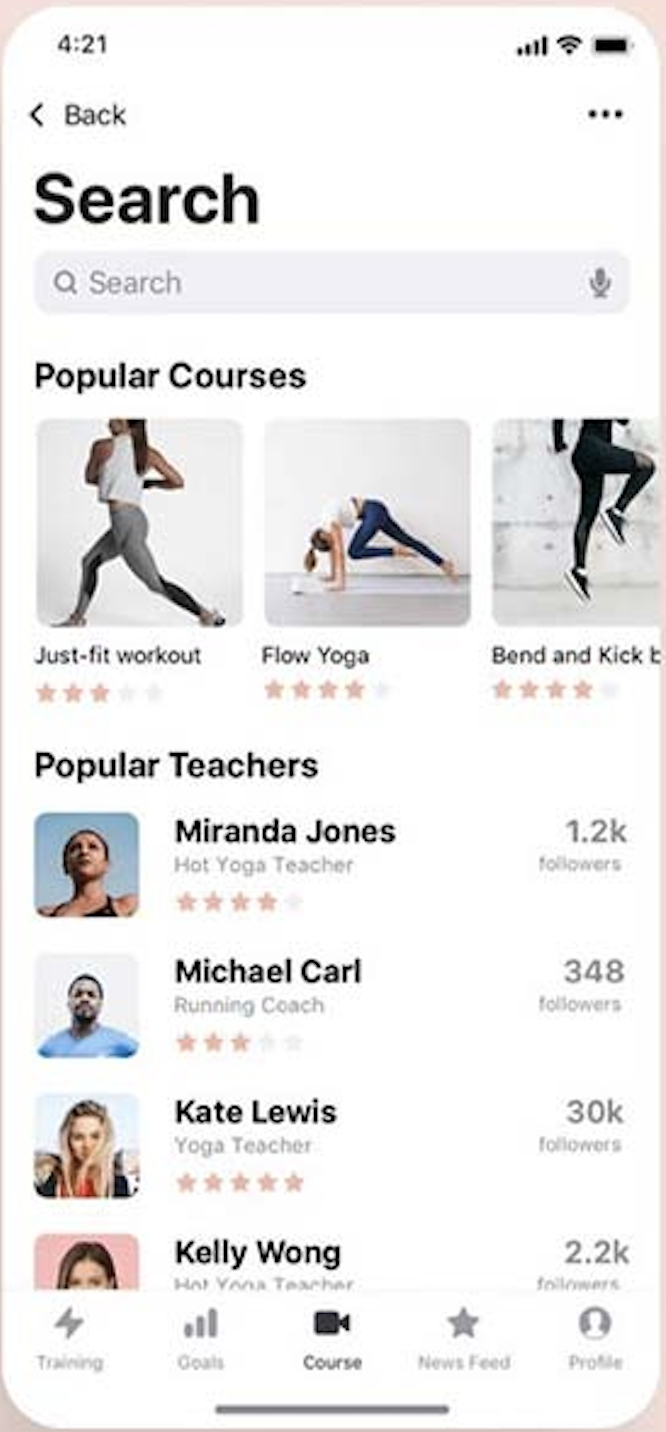 4:21
Back
Search
Search
Popular Courses
Just-fit workout
Flow Yoga
Bend and Kick b
Popular Teachers
Miranda Jones
1.2k
Hot Yoga Teacher
followers
Michael Carl
348
Running Coach
followers
Kate Lewis
30k
Yoga Teacher
followers
Kelly Wong
2.2k
Hot Yoga Teacher
followers
Training
Goals
Course
News Feed
Profile